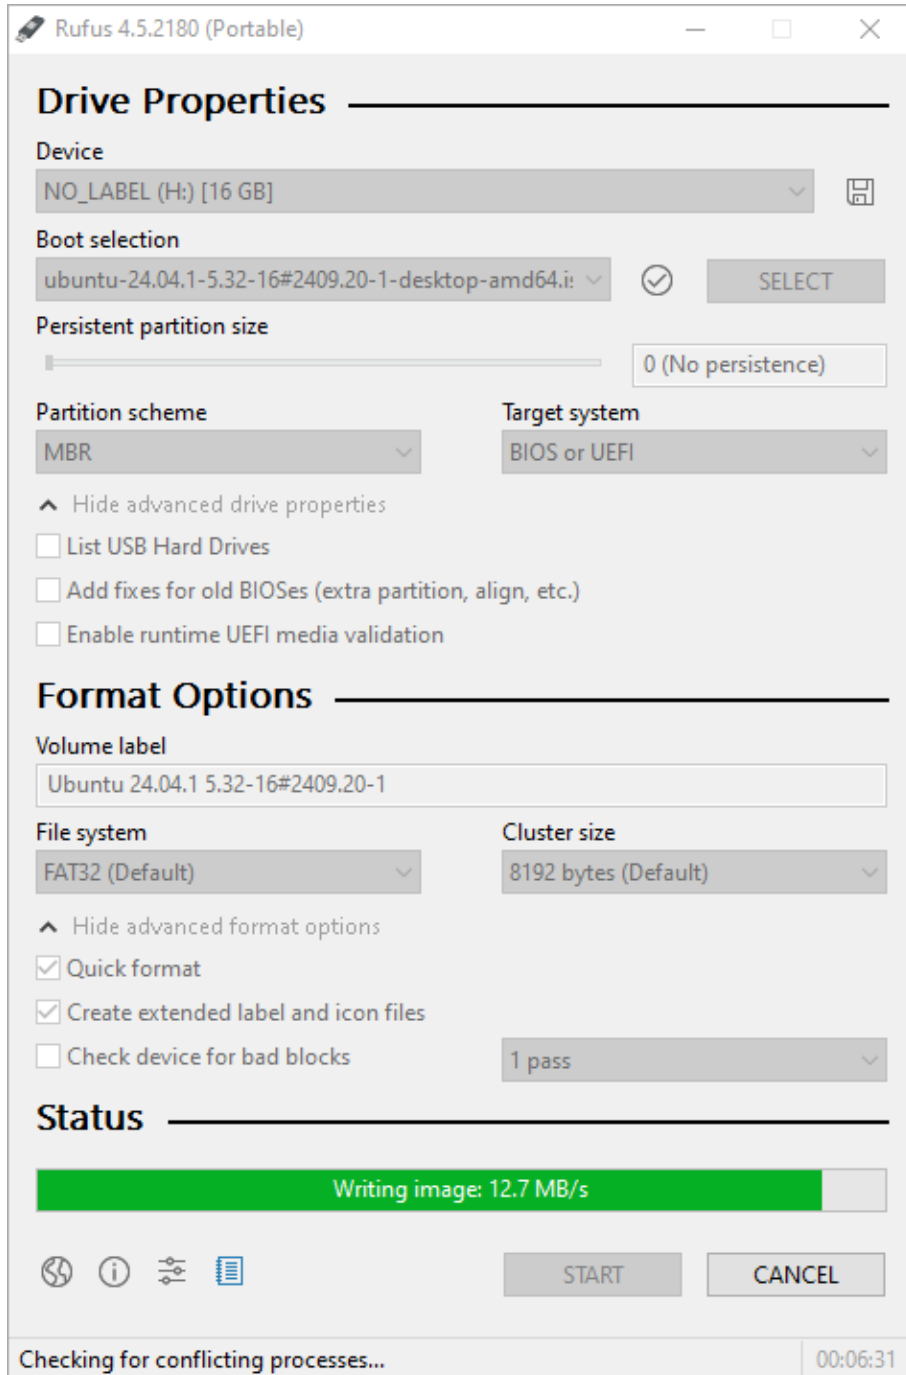 Rufus 4.5.2180 (Portable)
Drive Properties
Device
NO_LABEL (H:) [16 GB]
Boot selection
ubuntu-24.04.1-5.32-16#2409.20-1-desktop-amd64.i
SELECT
Persistent partition size
0 (No persistence)
Partition scheme
Target system
MBR
BIOS or UEFI
Hide advanced drive properties
List USB Hard Drives
Add fixes for old BIOSes (extra partition, align, etc.)
Enable runtime UEFI media validation
Format Options
Volume label
Ubuntu 24.04.1 5.32-16#2409.20-1
File system
Cluster size
FAT32 (Default)
8192 bytes (Default)
Hide advanced format options
Quick format
Create extended label and icon files
Check device for bad blocks
1 pass
Status
Writing image: 12.7 MB/s
START
CANCEL
Checking for conflicting processes...
00:06:31